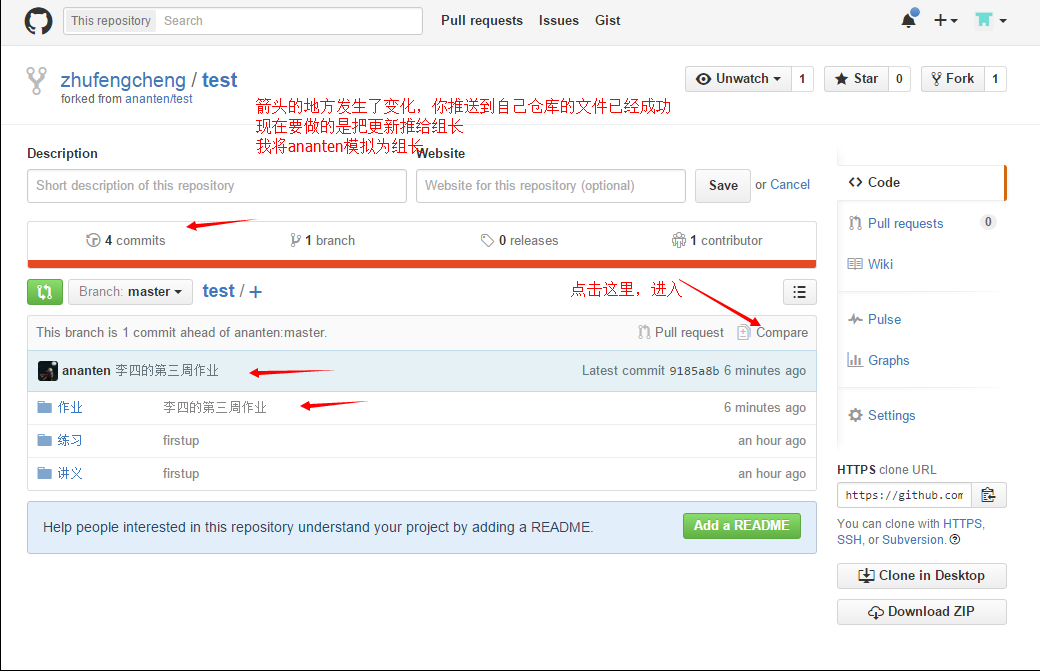 This repository Search Pull requests Issues Gist
zhufengcheng / test
forked from ananten/test
Unwatch 1 Star 0 Fork 1
箭头的地方发生了变化，你推送到自己仓库的文件已经成功
现在要做的是把更新推给组长
我将ananten模拟为组长
Description Website
Short description of this repository Website for this repository (optional) Save or Cancel
4 commits 1 branch 0 releases 1 contributor
Branch: master test / +
点击这里，进入
This branch is 1 commit ahead of ananten:master. Pull request Compare
ananten 李四的第三周作业 Latest commit 9185a8b 6 minutes ago
作业 李四的第三周作业 6 minutes ago
练习 firstup an hour ago
讲义 firstup an hour ago
Help people interested in this repository understand your project by adding a README. Add a README
Code
Pull requests 0
Wiki
Pulse
Graphs
Settings
HTTPS clone URL
https://github.com
You can clone with HTTPS,
SSH, or Subversion.
Clone in Desktop
Download ZIP